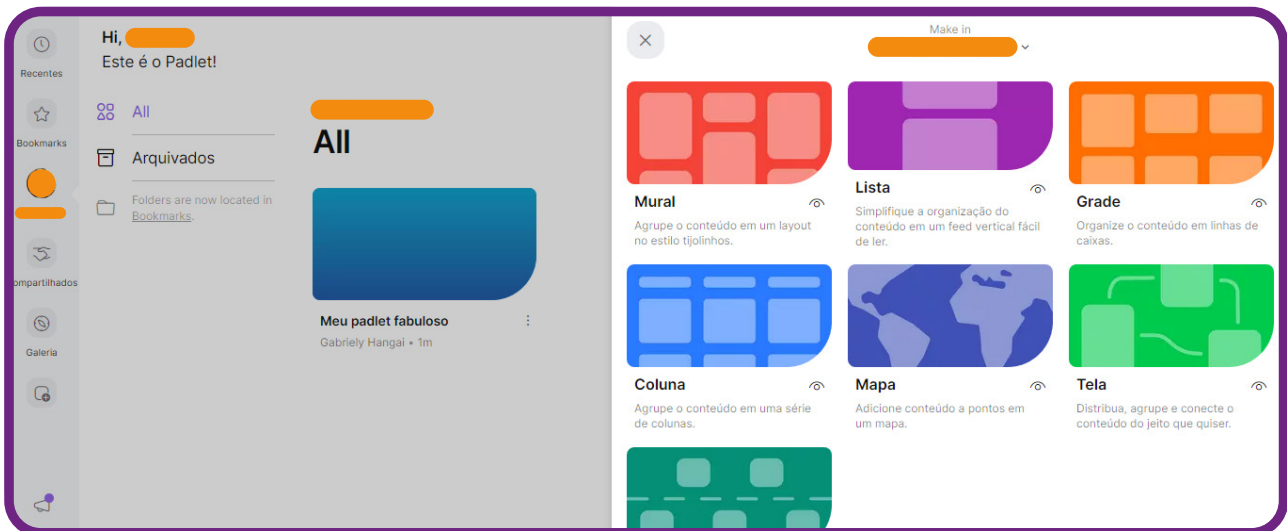 Hi,
Este é o Padlet!
Recentes
Bookmarks
ompartilhados
Galeria
All
Arquivados
Folders are now located in
Bookmarks.
All
Meu padlet fabuloso
Gabriely Hangai • 1m
Make in
Mural
Agrupe o conteúdo em um layout
no estilo tijolinhos.
Lista
Simplifique a organização do
conteúdo em um feed vertical fácil
de ler.
Grade
Organize o conteúdo em linhas de
caixas.
Coluna
Agrupe o conteúdo em uma série
de colunas.
Mapa
Adicione conteúdo a pontos em
um mapa.
Tela
Distribua, agrupe e conecte o
conteúdo do jeito que quiser.